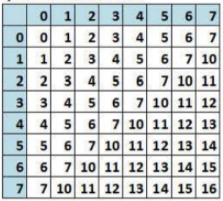 0 1 2 3 4 5 6 7
0 0 1 2 3 4 5 6 7
1 1 2 3 4 5 6 7 10
2 2 3 4 5 6 7 10 11
3 3 4 5 6 7 10 11 12
4 4 5 6 7 10 11 12 13
5 5 6 7 10 11 12 13 14
6 6 7 10 11 12 13 14 15
7 7 10 11 12 13 14 15 16